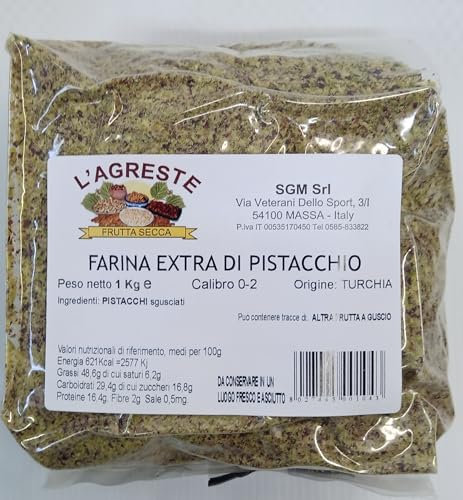 L'AGRESTE
FRUTTA SECCA
SGM Srl
Via Veterani Dello Sport, 3/I
54100 MASSA - Italy
P.iva IT 00535170450 Tel 0585-833822
FARINA EXTRA DI PISTACCHIO
Peso netto 1 Kg e Calibro 0-2 Origine: TURCHIA
Ingredienti: PISTACCHI sgusciati
Può contenere tracce di: ALTRA FRUTTA A GUSCIO
Valori nutrizionali di riferimento, medi per 100g
Energia 621Kcal =2577 Kj
Grassi 48,6g di cui saturi 6,2g
Carboidrati 29,4g di cui zuccheri 16,8g
Proteine 16,4g. Fibre 2g Sale 0,5mg.
DA CONSERVARE IN UN
LUOGO FRESCO E ASCIUTTO